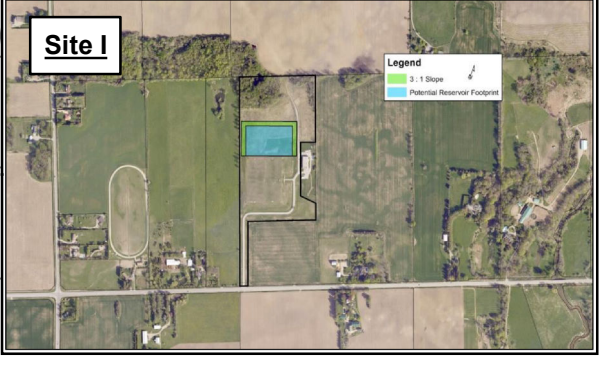 Site I
Legend
3 : 1 Slope
Potential Reservoir Footprint